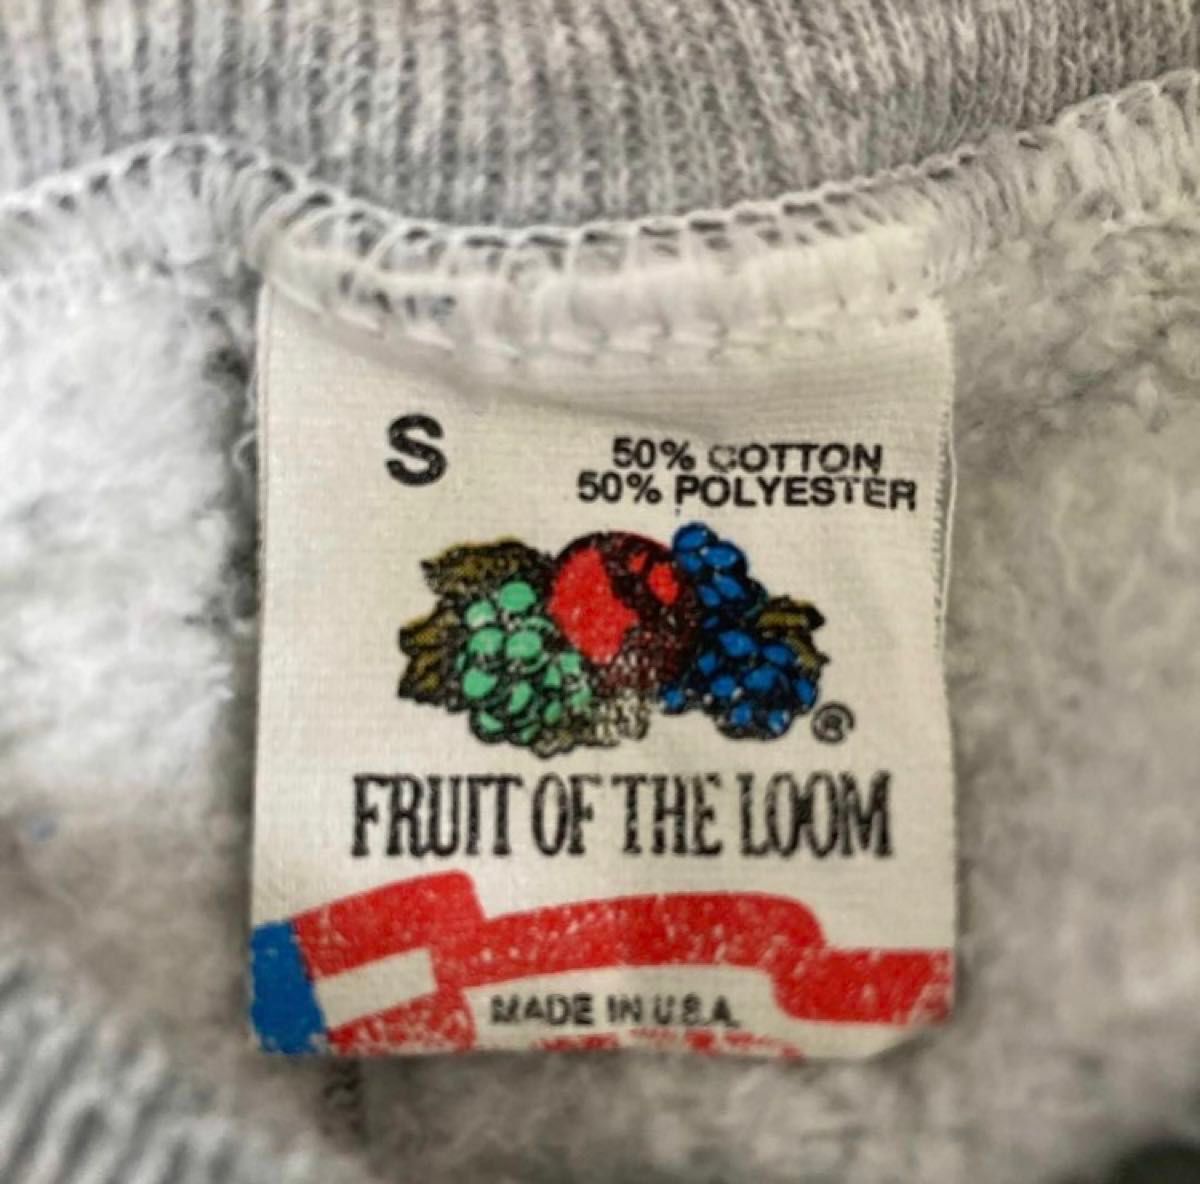 S
50% COTTON
50% POLYESTER
®
FRUIT OF THE LOOM
MADE IN U.S.A.